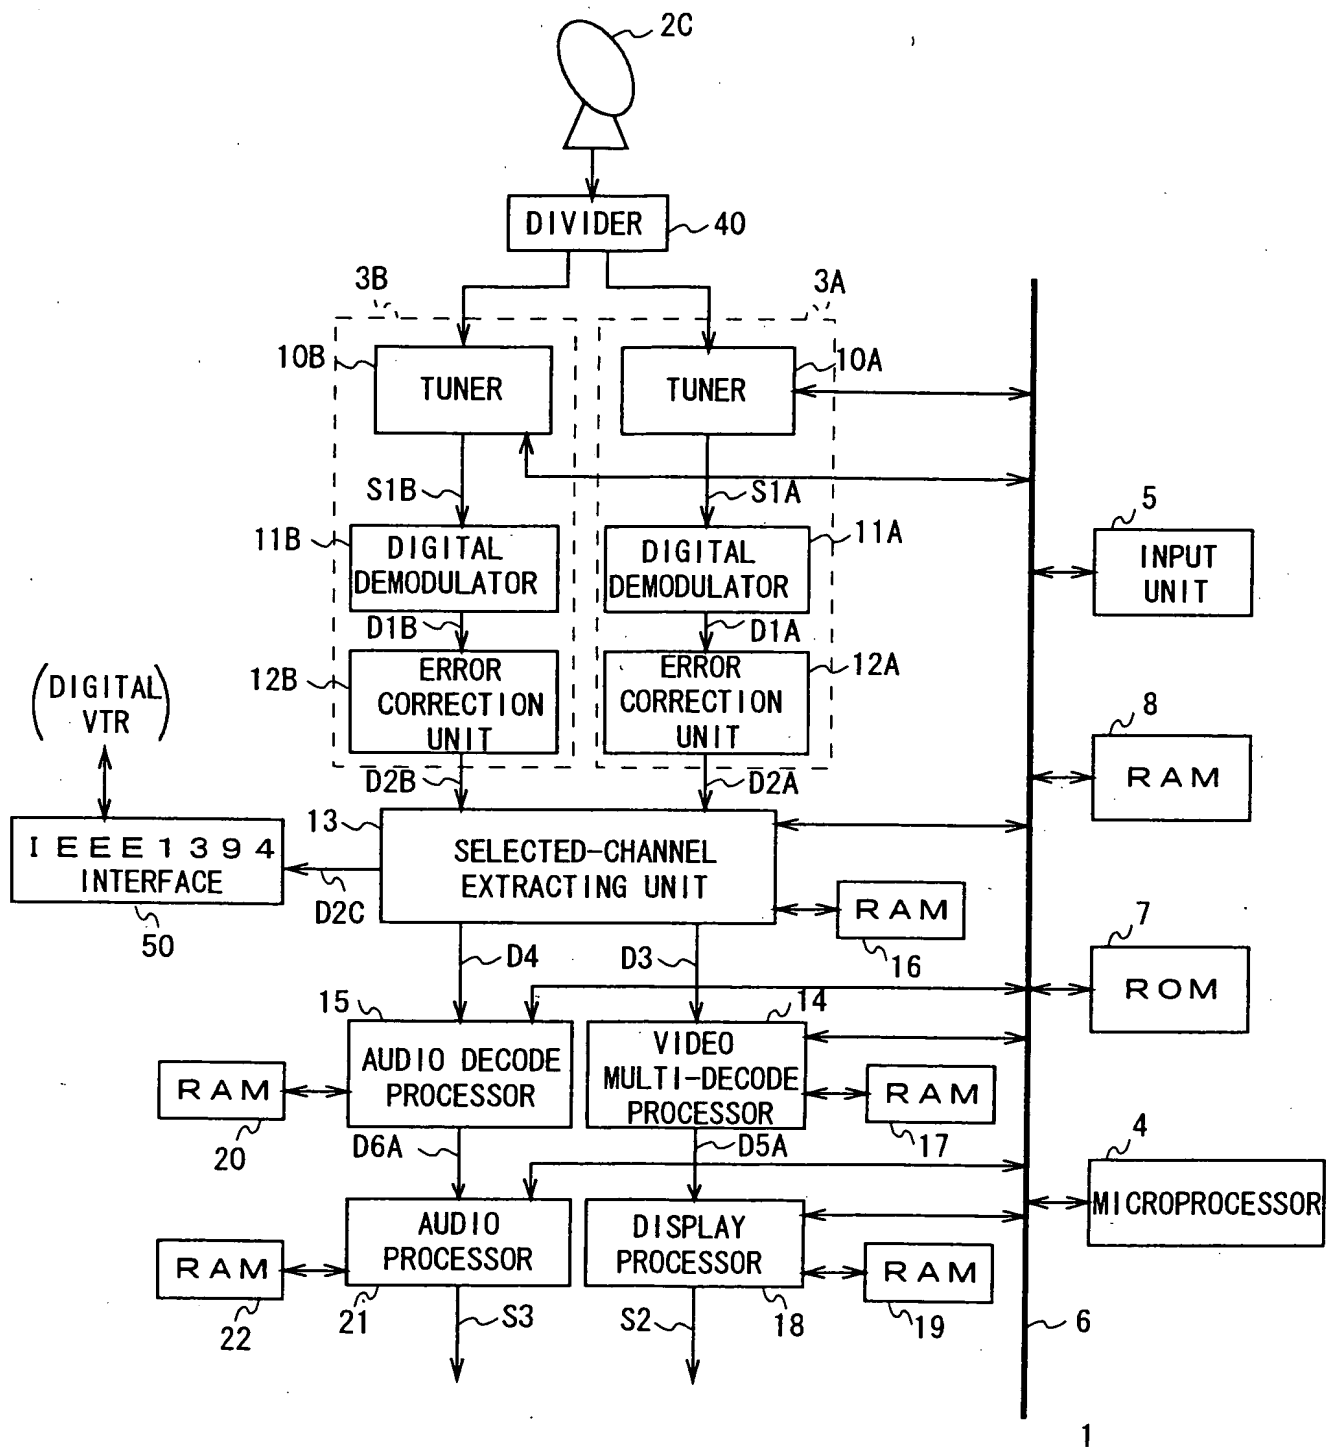 2C
DIVIDER
40
3B
3A
10B
TUNER
10A
TUNER
S1B
S1A
5
INPUT
UNIT
11B
DIGITAL
DEMODULATOR
11A
DIGITAL
DEMODULATOR
D1B
D1A
12B
ERROR
CORRECTION
UNIT
12A
ERROR
CORRECTION
UNIT
(DIGITAL
VTR)
8
RAM
D2B
D2A
13
SELECTED-CHANNEL
EXTRACTING UNIT
IEEE1394
INTERFACE
50
D2C
RAM
16
7
ROM
D4
D3
15
AUDIO DECODE
PROCESSOR
14
VIDEO
MULTI-DECODE
PROCESSOR
RAM
20
RAM
17
D6A
D5A
4
MICROPROCESSOR
AUDIO
PROCESSOR
21
DISPLAY
PROCESSOR
18
RAM
22
RAM
19
S3
S2
6
1